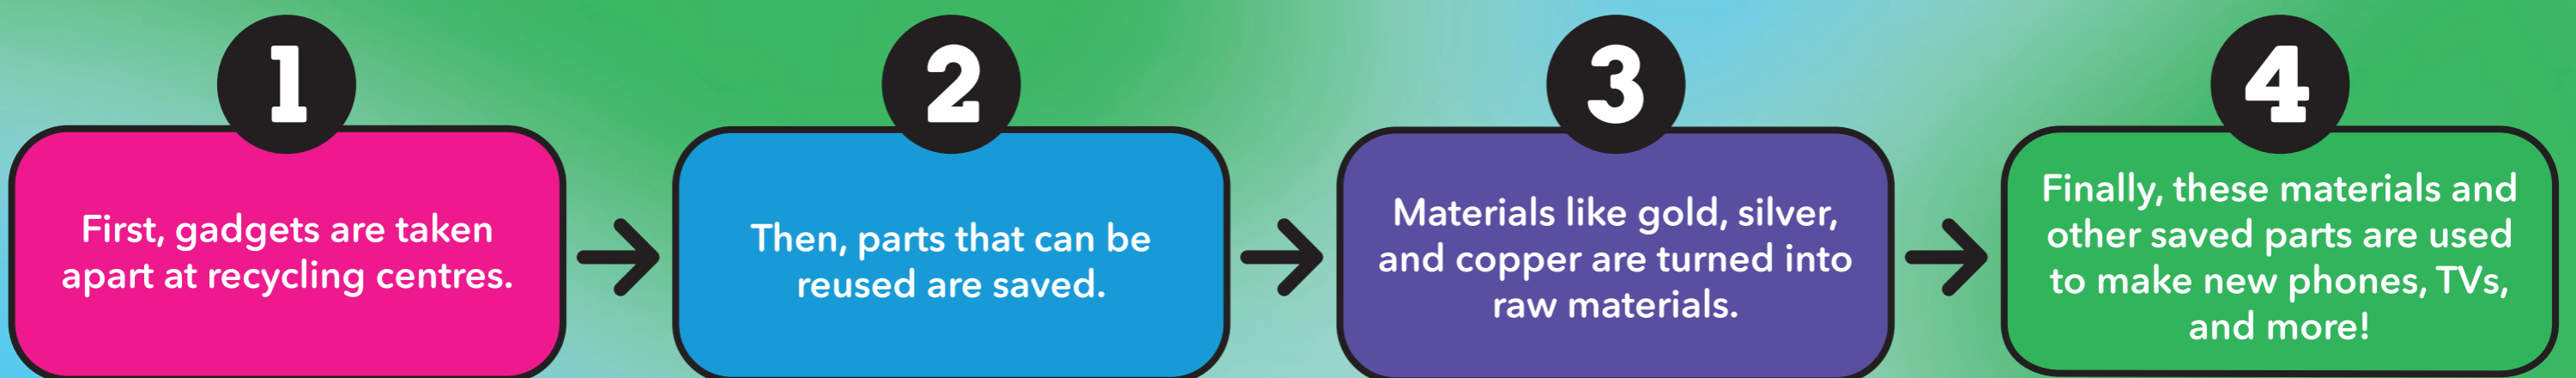 1
First, gadgets are taken
apart at recycling centres.
2
Then, parts that can be
reused are saved.
3
Materials like gold, silver,
and copper are turned into
raw materials.
4
Finally, these materials and
other saved parts are used
to make new phones, TVs,
and more!